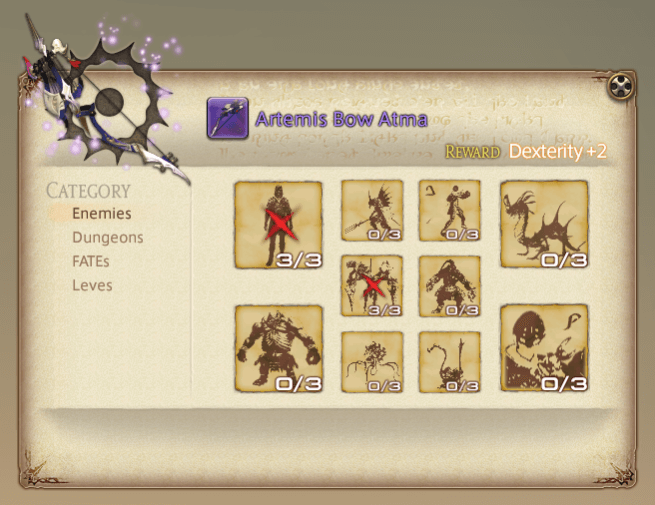 Artemis Bow Atma
REWARD Dexterity +2
CATEGORY
Enemies
Dungeons
FATEs
Leves
3/3
0/3
0/3
0/3
3/3
0/3
0/3
0/3
0/3
0/3